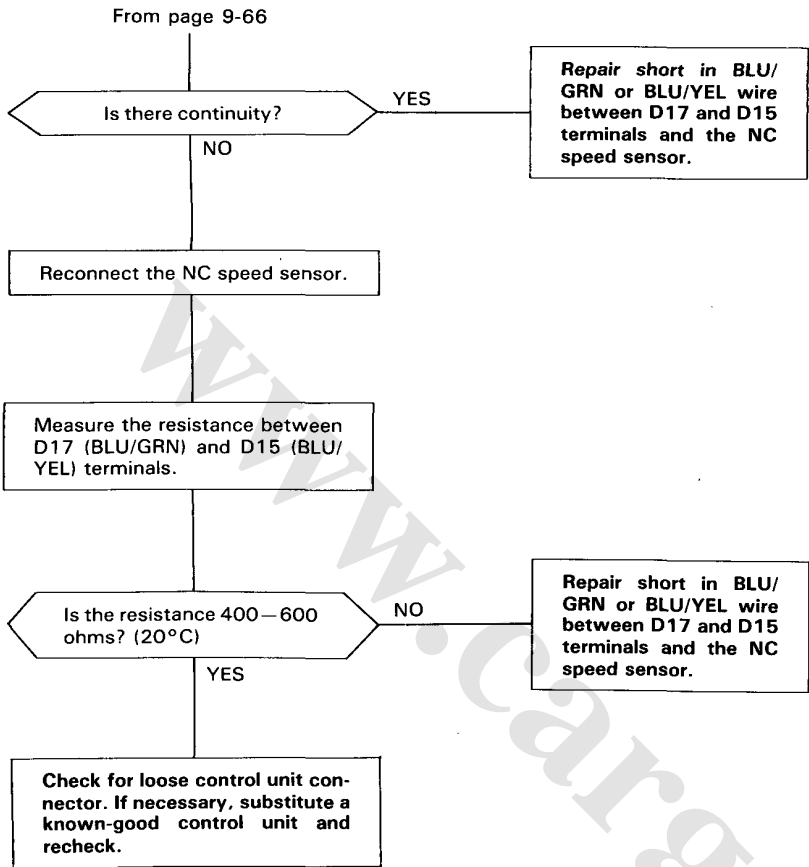 From page 9-66
Is there continuity?
YES
Repair short in BLU/
GRN or BLU/YEL wire
between D17 and D15
terminals and the NC
speed sensor.
NO
Reconnect the NC speed sensor.
Measure the resistance between
D17 (BLU/GRN) and D15 (BLU/
YEL) terminals.
Is the resistance 400—600
ohms? (20°C)
NO
Repair short in BLU/
GRN or BLU/YEL wire
between D17 and D15
terminals and the NC
speed sensor.
YES
Check for loose control unit con-
nector. If necessary, substitute a
known-good control unit and
recheck.
www.carg